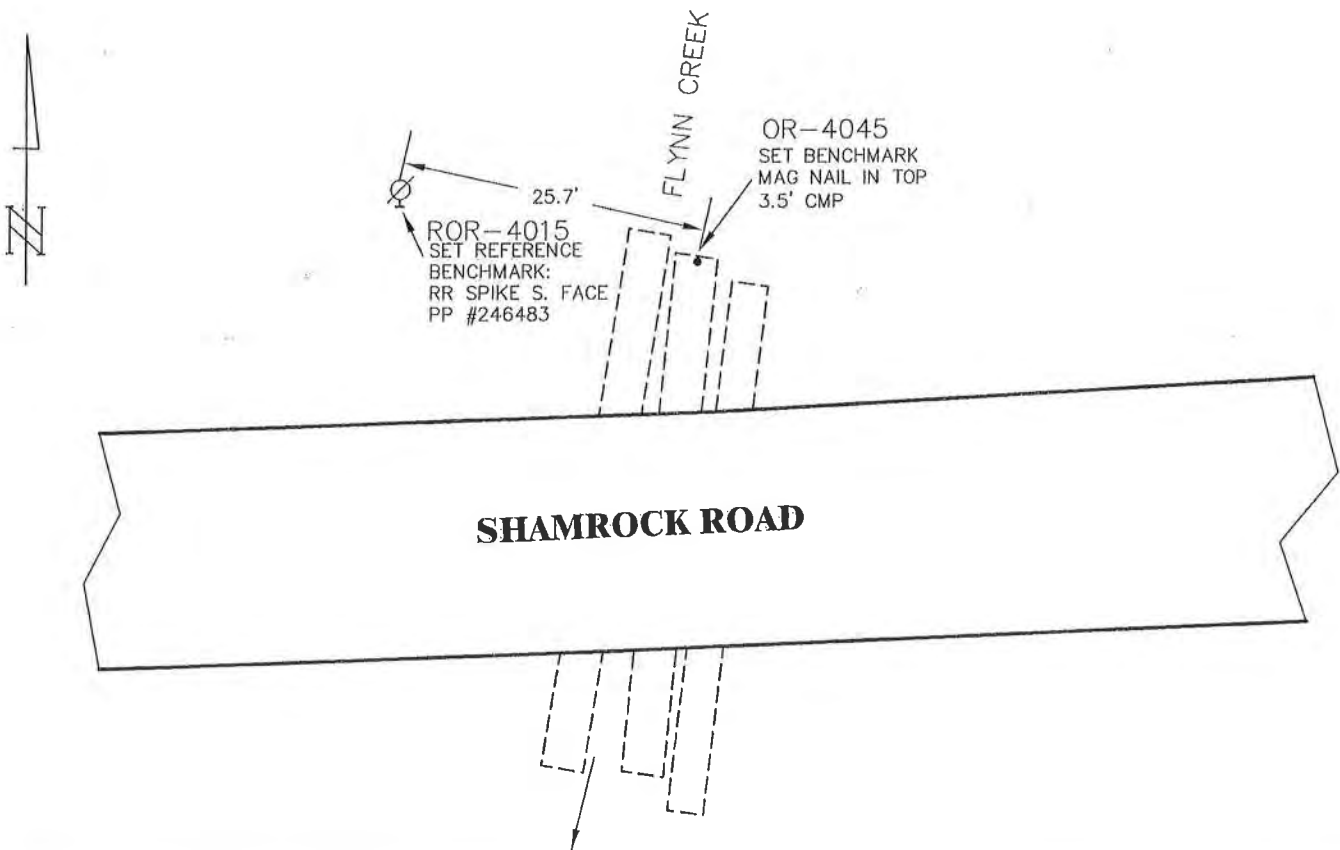 FLYNN CREEK
OR-4045
SET BENCHMARK
MAG NAIL IN TOP
3.5' CMP
25.7'
ROR-4015
SET REFERENCE
BENCHMARK:
RR SPIKE S. FACE
PP #246483
N
SHAMROCK ROAD